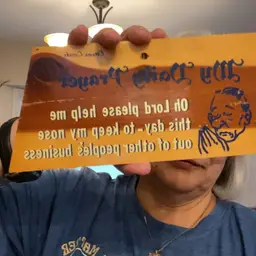 My Daily Prayer
Oh Lord please help me
this day - to keep my nose
out of other people's business